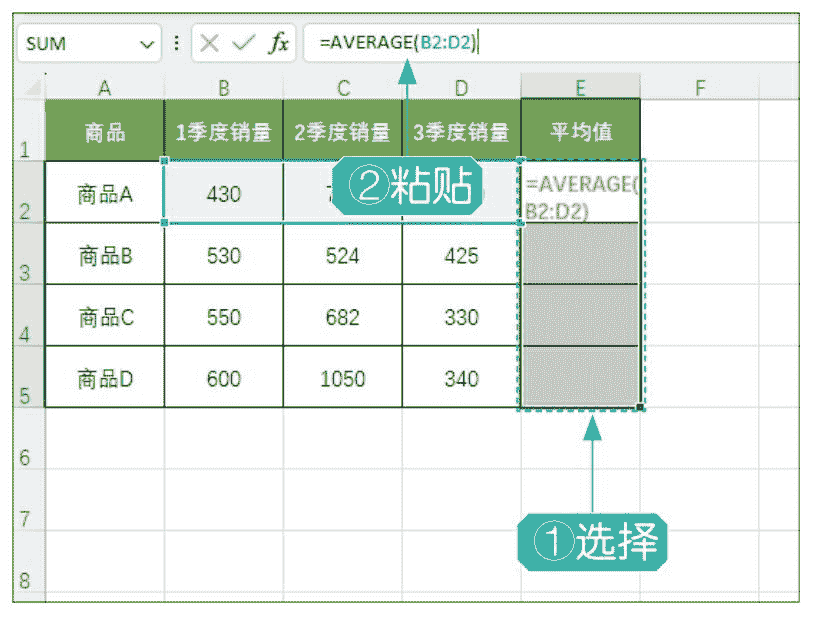 SUM fx =AVERAGE(B2:D2)
A B C D E F
1 商品 1季度销量 2季度销量 3季度销量 平均值
②粘贴
2 商品A 430 =AVERAGE(
B2:D2)
3 商品B 530 524 425
4 商品C 550 682 330
5 商品D 600 1050 340
6
①选择
7
8